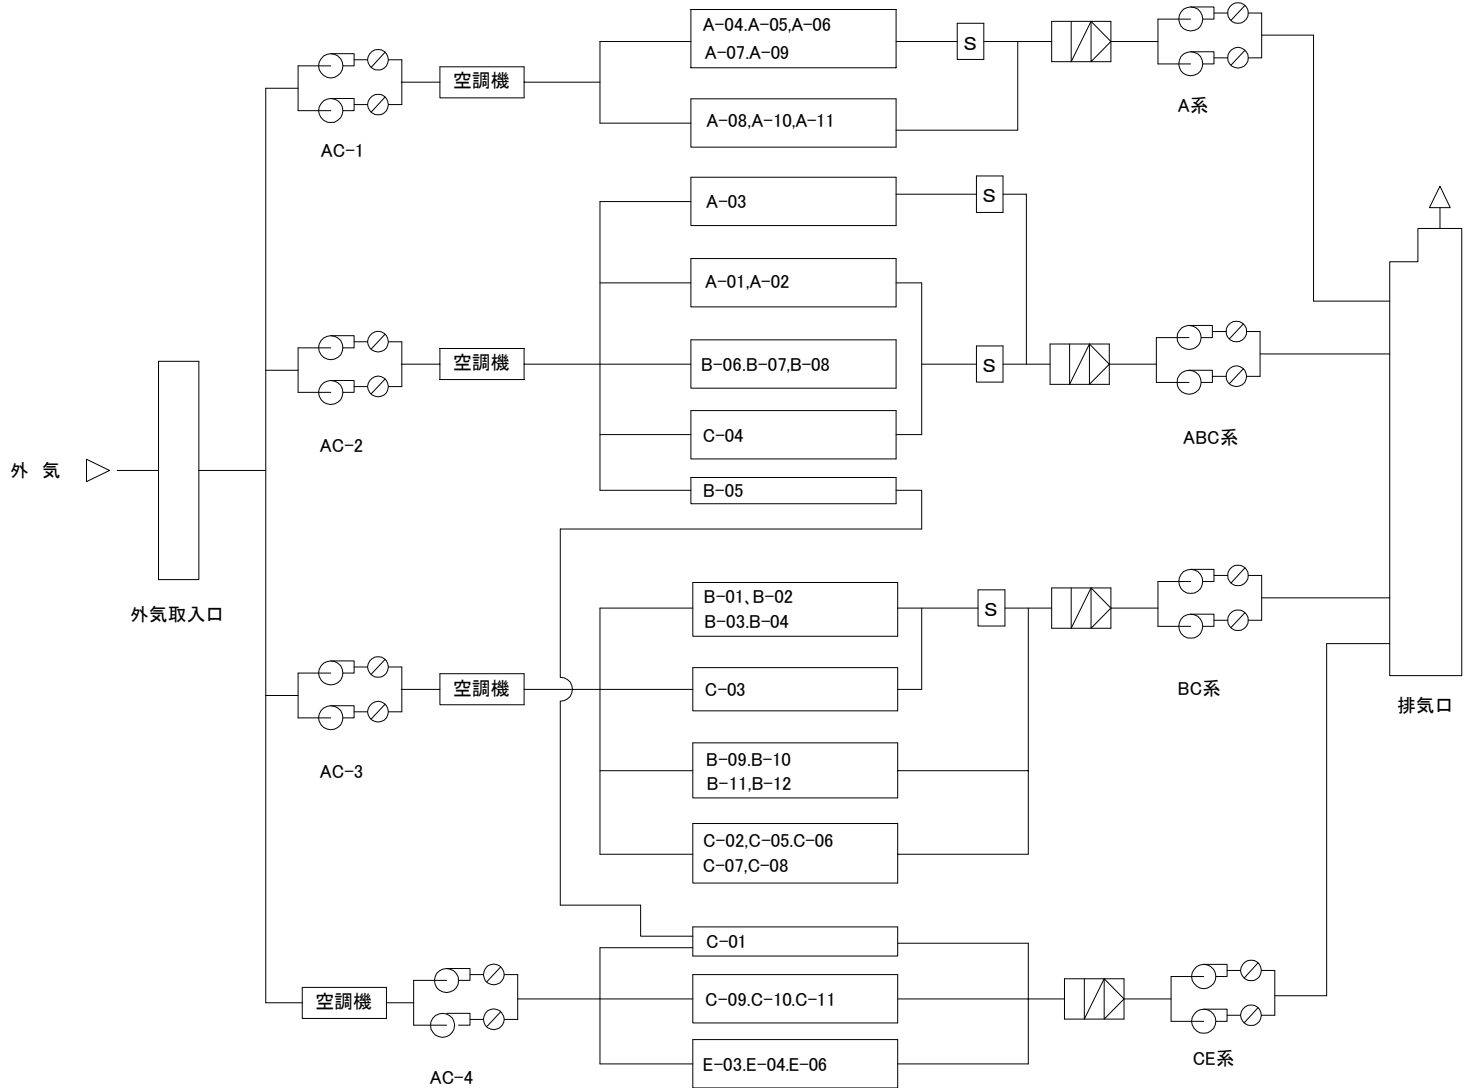 A-04.A-05,A-06
A-07.A-09
S
空調機
A-08,A-10,A-11
A系
AC-1
A-03
S
A-01,A-02
空調機
B-06.B-07,B-08
S
AC-2
C-04
ABC系
外 気
B-05
外気取入口
B-01、B-02
B-03.B-04
S
空調機
C-03
BC系
排気口
AC-3
B-09.B-10
B-11,B-12
C-02,C-05.C-06
C-07,C-08
C-01
空調機
C-09.C-10.C-11
E-03.E-04.E-06
CE系
AC-4